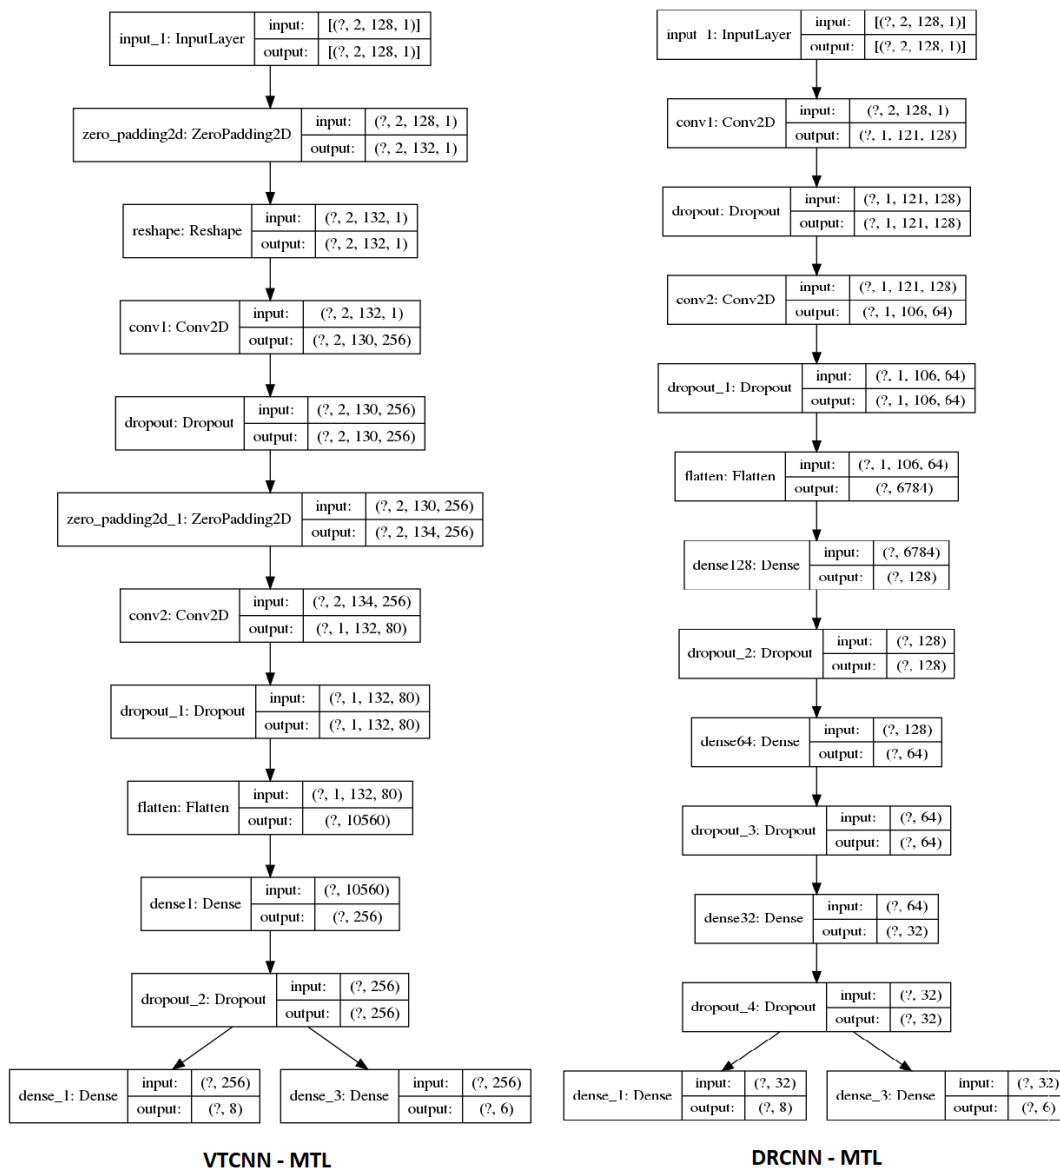 input_1: InputLayer
input: [(?, 2, 128, 1)]
output: [(?, 2, 128, 1)]
zero_padding2d: ZeroPadding2D
input: (?, 2, 128, 1)
output: (?, 2, 132, 1)
reshape: Reshape
input: (?, 2, 132, 1)
output: (?, 2, 132, 1)
conv1: Conv2D
input: (?, 2, 132, 1)
output: (?, 2, 130, 256)
dropout: Dropout
input: (?, 2, 130, 256)
output: (?, 2, 130, 256)
zero_padding2d_1: ZeroPadding2D
input: (?, 2, 130, 256)
output: (?, 2, 134, 256)
conv2: Conv2D
input: (?, 2, 134, 256)
output: (?, 1, 132, 80)
dropout_1: Dropout
input: (?, 1, 132, 80)
output: (?, 1, 132, 80)
flatten: Flatten
input: (?, 1, 132, 80)
output: (?, 10560)
dense1: Dense
input: (?, 10560)
output: (?, 256)
dropout_2: Dropout
input: (?, 256)
output: (?, 256)
dense_1: Dense
input: (?, 256)
output: (?, 8)
dense_3: Dense
input: (?, 256)
output: (?, 6)
VTCNN - MTL
input_1: InputLayer
input: [(?, 2, 128, 1)]
output: [(?, 2, 128, 1)]
conv1: Conv2D
input: (?, 2, 128, 1)
output: (?, 1, 121, 128)
dropout: Dropout
input: (?, 1, 121, 128)
output: (?, 1, 121, 128)
conv2: Conv2D
input: (?, 1, 121, 128)
output: (?, 1, 106, 64)
dropout_1: Dropout
input: (?, 1, 106, 64)
output: (?, 1, 106, 64)
flatten: Flatten
input: (?, 1, 106, 64)
output: (?, 6784)
dense128: Dense
input: (?, 6784)
output: (?, 128)
dropout_2: Dropout
input: (?, 128)
output: (?, 128)
dense64: Dense
input: (?, 128)
output: (?, 64)
dropout_3: Dropout
input: (?, 64)
output: (?, 64)
dense32: Dense
input: (?, 64)
output: (?, 32)
dropout_4: Dropout
input: (?, 32)
output: (?, 32)
dense_1: Dense
input: (?, 32)
output: (?, 8)
dense_3: Dense
input: (?, 32)
output: (?, 6)
DRCNN - MTL